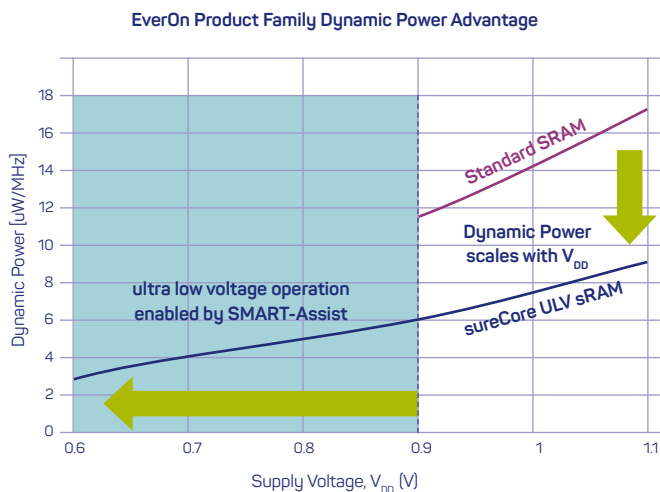 EverOn Product Family Dynamic Power Advantage
Dynamic Power [uW/MHz]
18
16
14
12
10
8
6
4
2
0
Standard SRAM
Dynamic Power
scales with VDD
ultra low voltage operation
enabled by SMART-Assist
sureCore ULV sRAM
0.6
0.7
0.8
0.9
1
1.1
Supply Voltage, VDD (V)